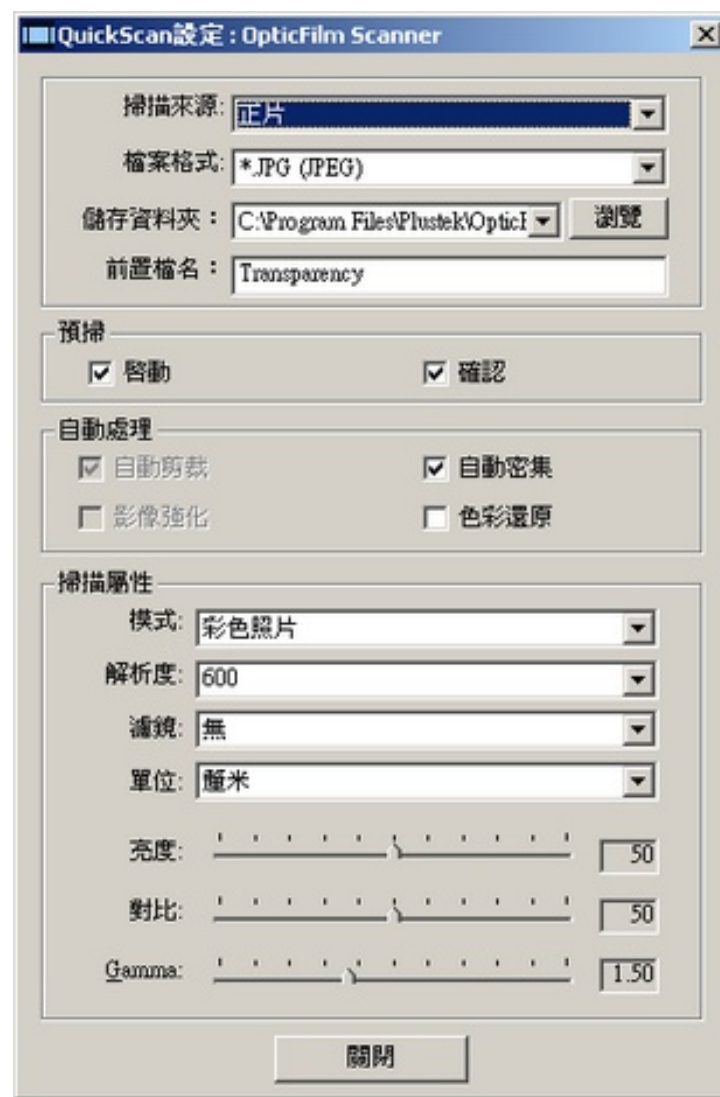 QuickScan設定 : OpticFilm Scanner
掃描來源: 正片
檔案格式: *.JPG (JPEG)
儲存資料夾： C:\Program Files\Plustek\OpticF 瀏覽
前置檔名： Transparency
預掃
啓動 確認
自動處理
自動剪裁 自動密集
影像強化 色彩還原
掃描屬性
模式: 彩色照片
解析度: 600
濾鏡: 無
單位: 釐米
亮度: 50
對比: 50
Gamma: 1.50
關閉